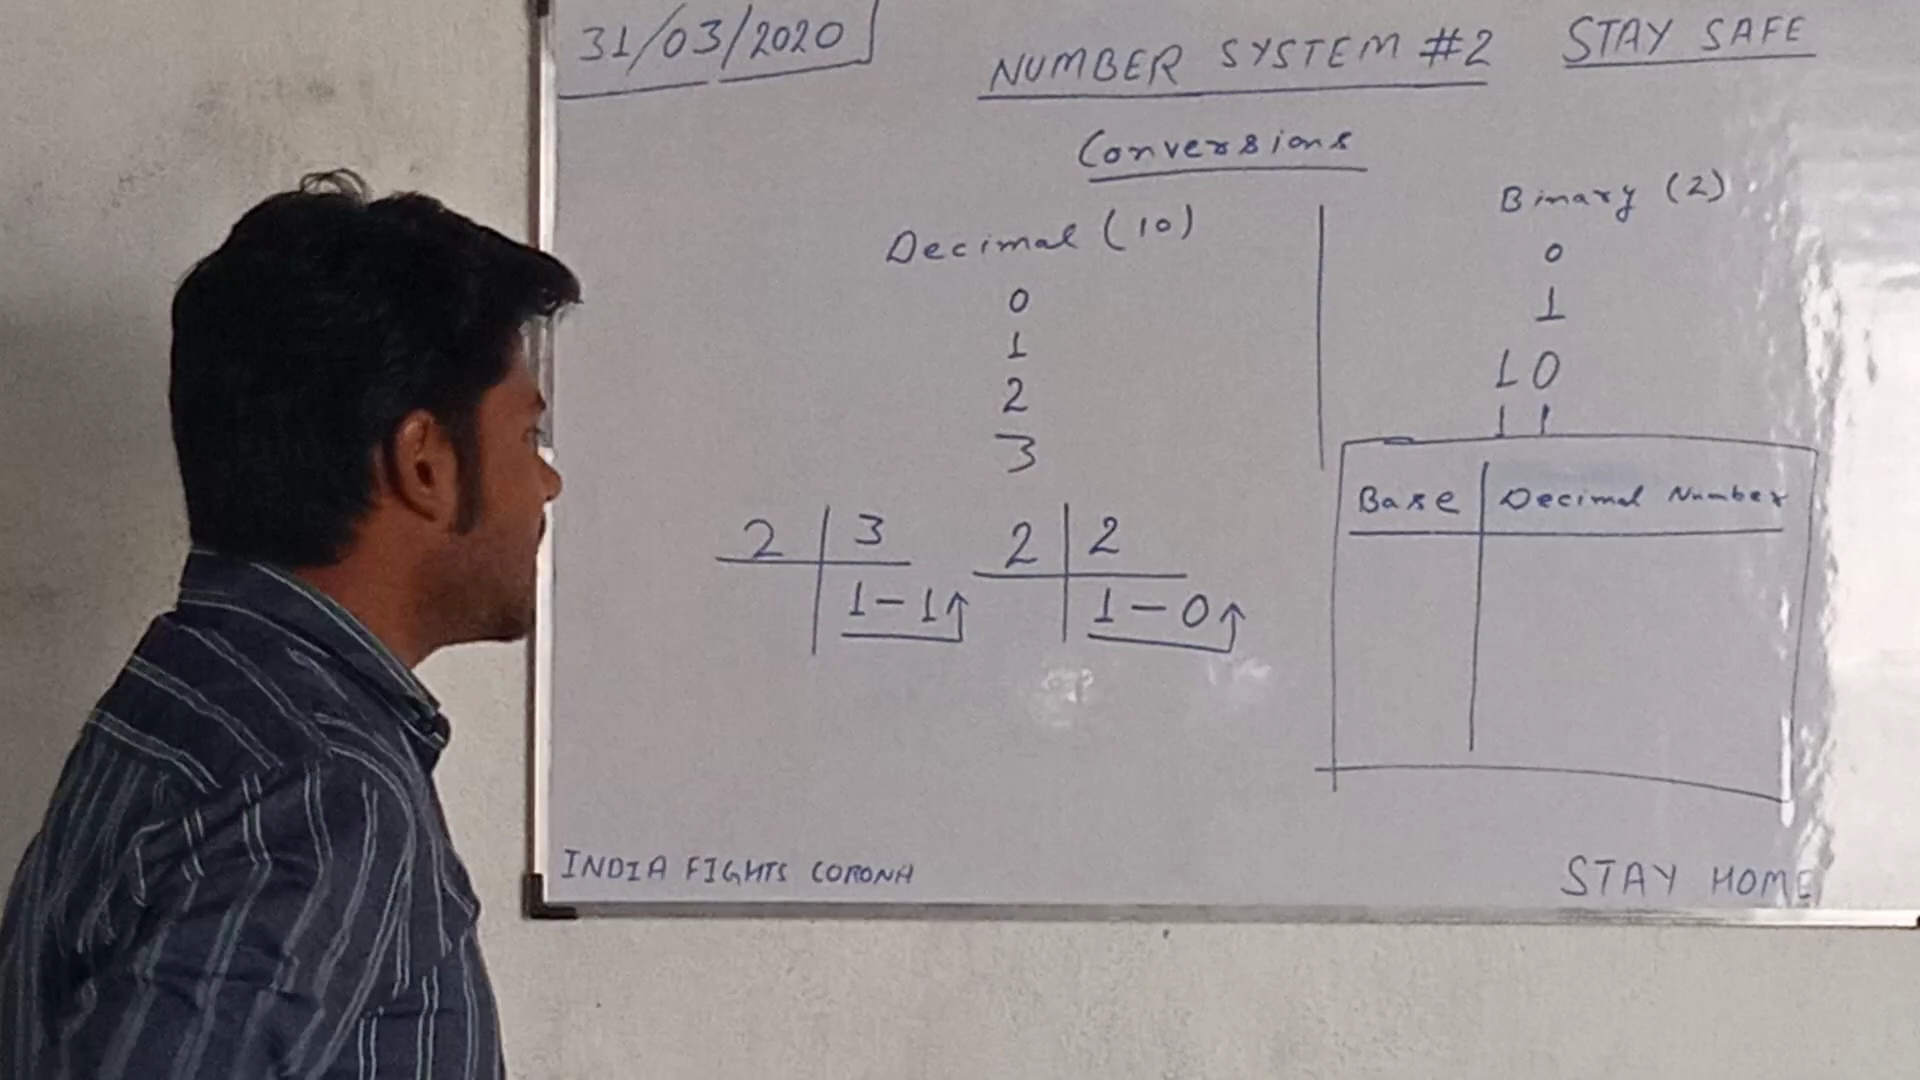 31/03/2020
NUMBER SYSTEM #2
STAY SAFE
Conversions
Decimal (10)
0
1
2
3
Binary (2)
0
1
10
11
2 3
1-1
2 2
1-0
Base Decimal Number
INDIA FIGHTS CORONA
STAY HOME